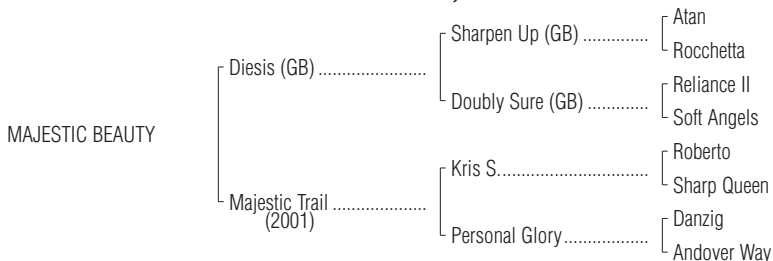 Atan
Sharpen Up (GB) ..............
Rocchetta
Diesis (GB) .......................
Reliance II
Doubly Sure (GB) .............
Soft Angels
MAJESTIC BEAUTY
Roberto
Kris S................................
Sharp Queen
Majestic Trail ....................
(2001)
Danzig
Personal Glory..................
Andover Way